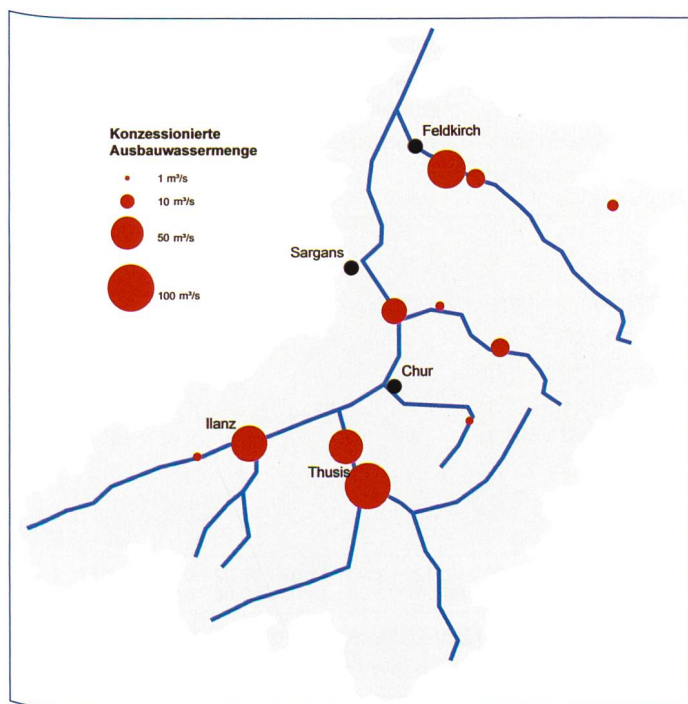 Konzessionierte
Ausbauwassermenge
1 m³/s
10 m³/s
50 m³/s
100 m³/s
Feldkirch
Sargans
Chur
Ilanz
Thusis